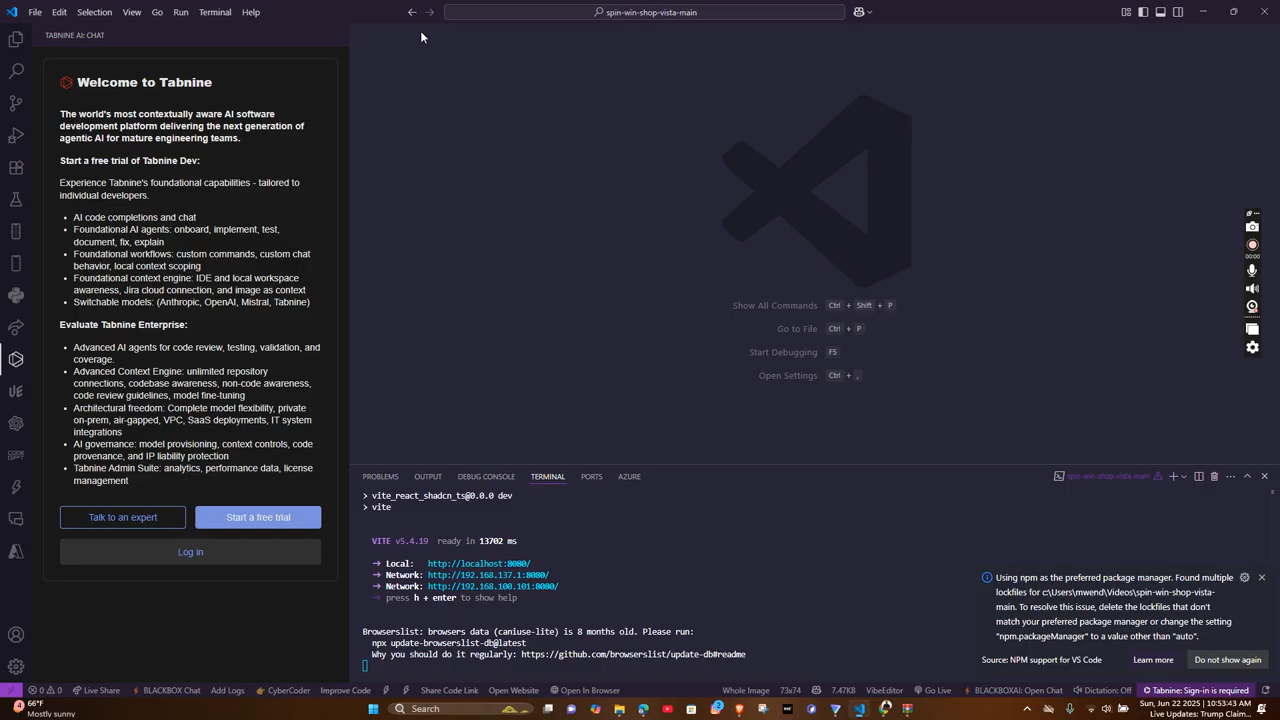 File Edit Selection View Go Run Terminal Help
spin-win-shop-vista-main
TABNINE AI: CHAT
Welcome to Tabnine
The world's most contextually aware AI software
development platform delivering the next generation of
agentic AI for mature engineering teams.
Start a free trial of Tabnine Dev:
Experience Tabnine's foundational capabilities - tailored to
individual developers.
• AI code completions and chat
• Foundational AI agents: onboard, implement, test,
document, fix, explain
• Foundational workflows: custom commands, custom chat
behavior, local context scoping
• Foundational context engine: IDE and local workspace
awareness, Jira cloud connection, and image as context
• Switchable models: (Anthropic, OpenAI, Mistral, Tabnine)
Evaluate Tabnine Enterprise:
• Advanced AI agents for code review, testing, validation, and
coverage.
• Advanced Context Engine: unlimited repository
connections, codebase awareness, non-code awareness,
code review guidelines, model fine-tuning
• Architectural freedom: Complete model flexibility, private
on-prem, air-gapped, VPC, SaaS deployments, IT system
integrations
• AI governance: model provisioning, context controls, code
provenance, and IP liability protection
• Tabnine Admin Suite: analytics, performance data, license
management
Talk to an expert Start a free trial
Log in
Show All Commands Ctrl + Shift + P
Go to File Ctrl + P
Start Debugging F5
Open Settings Ctrl + ,
00:00
PROBLEMS OUTPUT DEBUG CONSOLE TERMINAL PORTS AZURE
spin-win-shop-vista-main
> vite_react_shadcn_ts@0.0.0 dev
> vite
VITE v5.4.19 ready in 13702 ms
➜ Local: http://localhost:8080/
➜ Network: http://192.168.137.1:8080/
➜ Network: http://192.168.100.101:8080/
➜ press h + enter to show help
Browserslist: browsers data (caniuse-lite) is 8 months old. Please run:
npx update-browserslist-db@latest
Why you should do it regularly: https://github.com/browserslist/update-db#readme
Using npm as the preferred package manager. Found multiple
lockfiles for c:\Users\mwend\Videos\spin-win-shop-vista-
main. To resolve this issue, delete the lockfiles that don't
match your preferred package manager or change the setting
"npm.packageManager" to a value other than "auto".
Source: NPM support for VS Code Learn more Do not show again
0 0 Live Share BLACKBOX Chat Add Logs CyberCoder Improve Code Share Code Link Open Website Open In Browser Whole Image 73x74 7.47KB VibeEditor Go Live BLACKBOXAI: Open Chat Dictation: Off Tabnine: Sign-in is required
66°F
Mostly sunny
Search
Sun, Jun 22 2025 10:53:43 AM
Live Updates: Trump Claim...